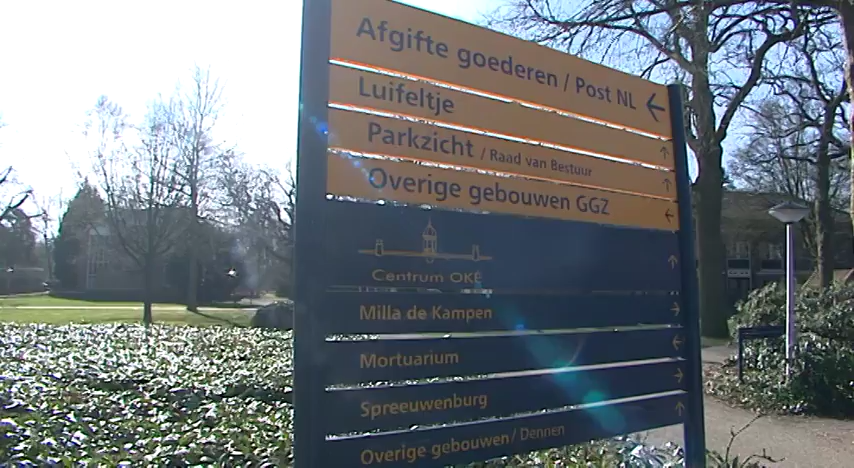 Afgifte goederen / Post NL ←
Luifeltje ↑
Parkzicht / Raad van Bestuur ↑
Overige gebouwen GGZ ←
Centrum OKÉ ↑
Milla de Kampen →
Mortuarium ←
Spreeuwenburg →
Overige gebouwen / Dennen ↑